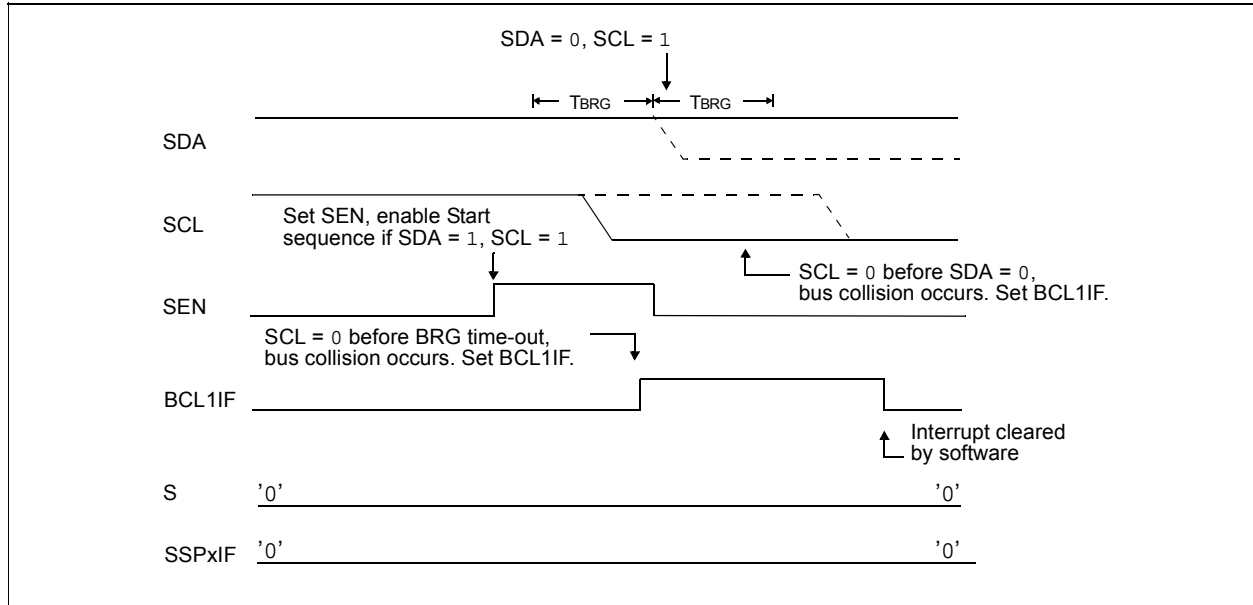 SDA = 0, SCL = 1
TBRG TBRG
SDA
SCL
Set SEN, enable Start
sequence if SDA = 1, SCL = 1
SCL = 0 before SDA = 0,
bus collision occurs. Set BCL1IF.
SEN
SCL = 0 before BRG time-out,
bus collision occurs. Set BCL1IF.
BCL1IF
Interrupt cleared
by software
S '0' '0'
SSPxIF '0' '0'